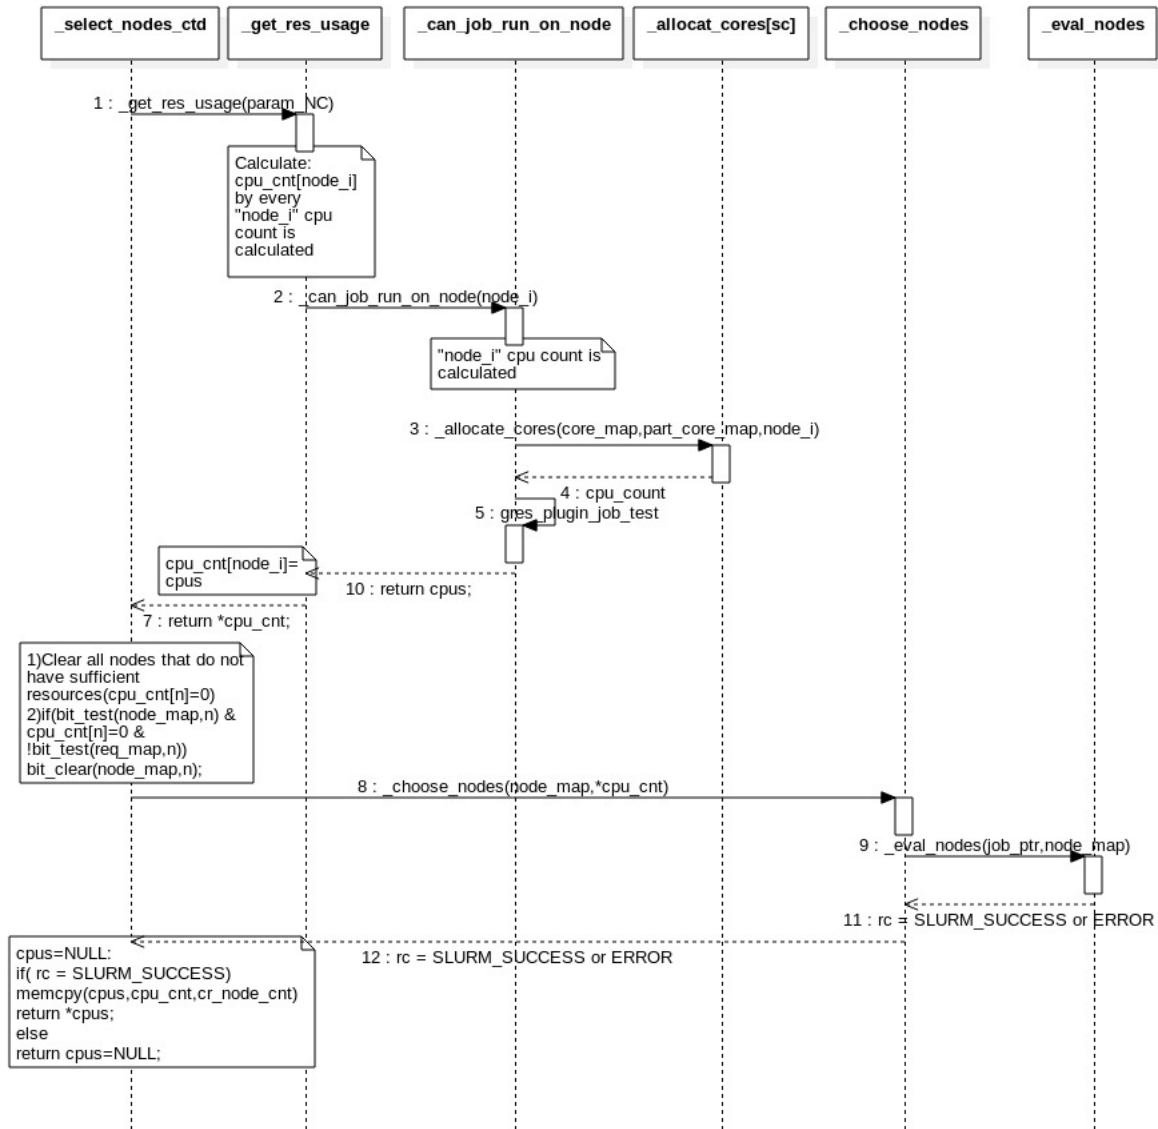 _select_nodes_ctd
_get_res_usage
_can_job_run_on_node
_allocat_cores[sc]
_choose_nodes
_eval_nodes
1 : _get_res_usage(param_NC)
Calculate:
cpu_cnt[node_i]
by every
"node_i" cpu
count is
calculated
2 : _can_job_run_on_node(node_i)
"node_i" cpu count is
calculated
3 : _allocate_cores(core_map,part_core_map,node_i)
4 : cpu_count
5 : gres_plugin_job_test
cpu_cnt[node_i]=
cpus
10 : return cpus;
7 : return *cpu_cnt;
1)Clear all nodes that do not
have sufficient
resources(cpu_cnt[n]=0)
2)if(bit_test(node_map,n) &
cpu_cnt[n]=0 &
!bit_test(req_map,n))
bit_clear(node_map,n);
8 : _choose_nodes(node_map,*cpu_cnt)
9 : _eval_nodes(job_ptr,node_map)
11 : rc = SLURM_SUCCESS or ERROR
12 : rc = SLURM_SUCCESS or ERROR
cpus=NULL:
if( rc = SLURM_SUCCESS)
memcpy(cpus,cpu_cnt,cr_node_cnt)
return *cpus;
else
return cpus=NULL;